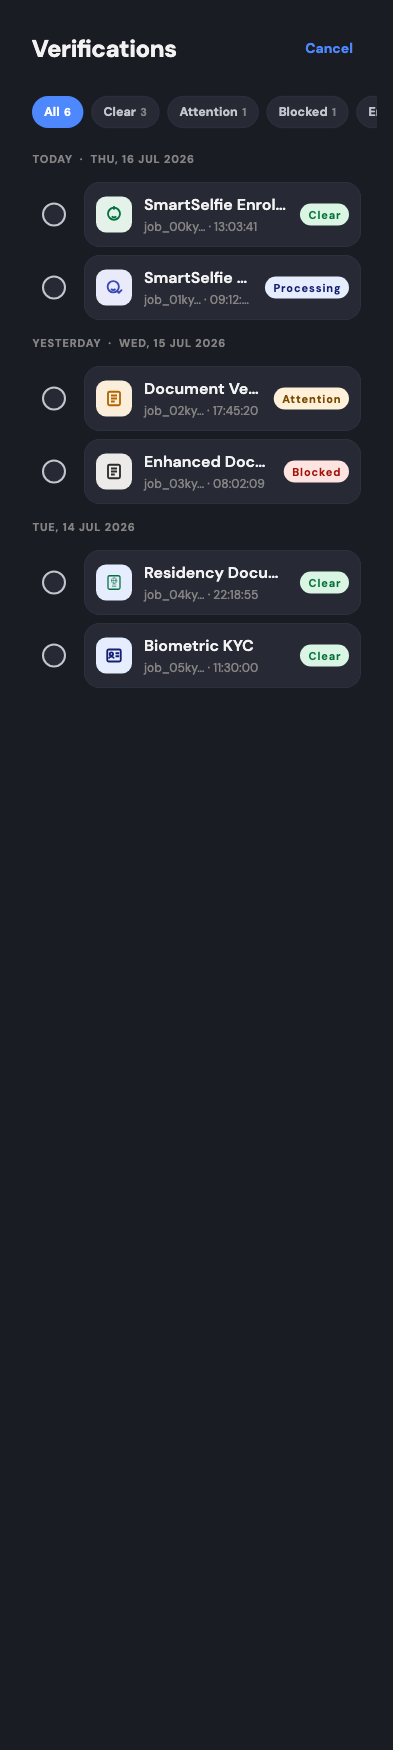 Verifications
Cancel
All 6
Clear 3
Attention 1
Blocked 1
TODAY · THU, 16 JUL 2026
SmartSelfie Enrol...
job_00ky... · 13:03:41
Clear
SmartSelfie ...
job_01ky... · 09:12:...
Processing
YESTERDAY · WED, 15 JUL 2026
Document Ve...
job_02ky... · 17:45:20
Attention
Enhanced Doc...
job_03ky... · 08:02:09
Blocked
TUE, 14 JUL 2026
Residency Docu...
job_04ky... · 22:18:55
Clear
Biometric KYC
job_05ky... · 11:30:00
Clear